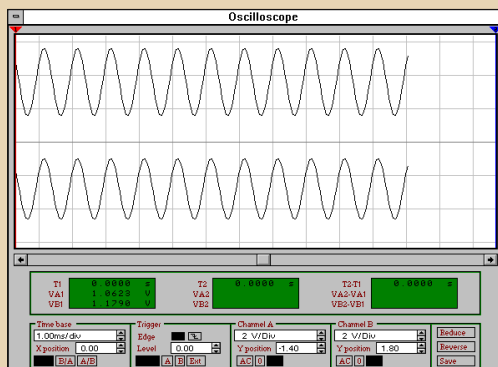 Oscilloscope
T1 0.0000 s T2 T2-T1 0.0000 s
VA1 1.0623 V VA2 VA2-VA1
VB1 1.1790 V VB2 VB2-VB1
Time base Trigger Channel A Channel B
1.00ms/div Edge 2 V/Div 2 V/Div Reduce
X position 0.00 Level 0.00 Y position -1.40 Y position 1.80 Reverse
B/A A/B A B Ext AC 0 AC 0 Save